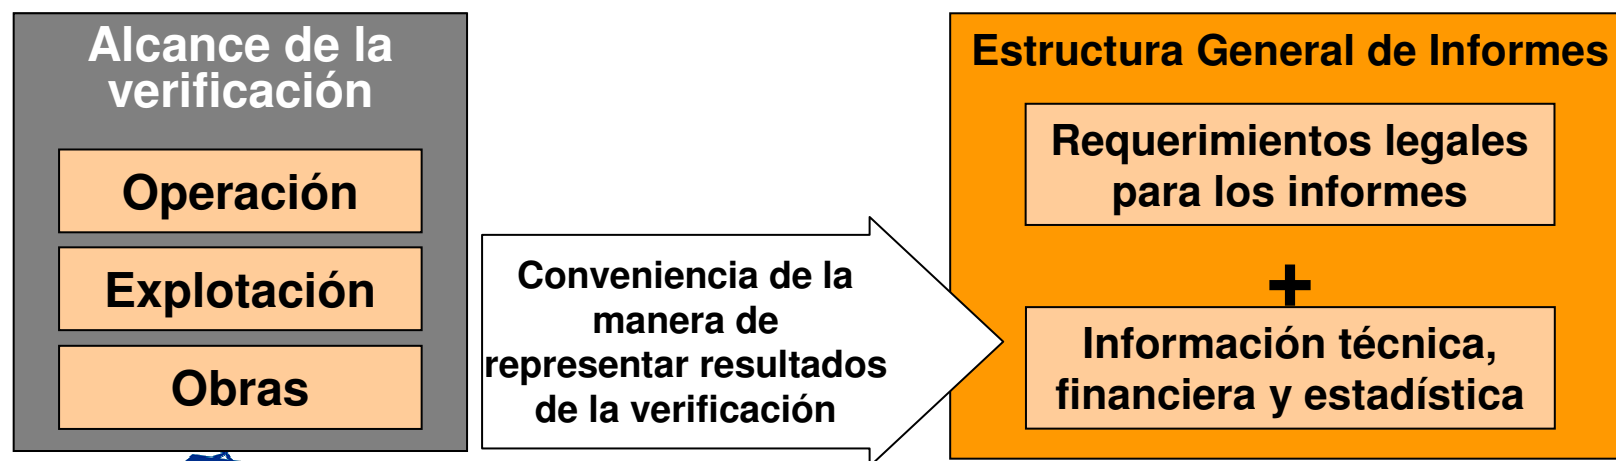 Alcance de la
verificación
Operación
Explotación
Obras
Conveniencia de la
manera de
representar resultados
de la verificación
Estructura General de Informes
Requerimientos legales
para los informes
+
Información técnica,
financiera y estadística